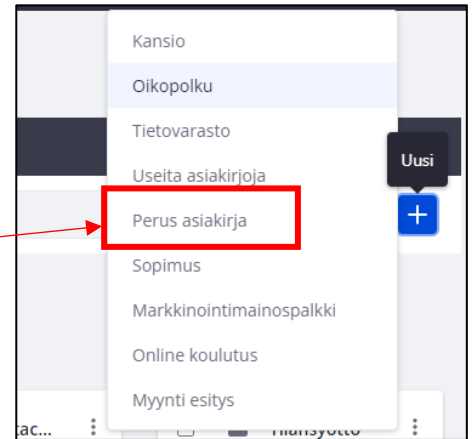 Kansio
Oikopolku
Tietovarasto
Uusi
Useita asiakirjoja
Perus asiakirja
+
Sopimus
Markkinointimainospalkki
Online koulutus
Myynti esitys